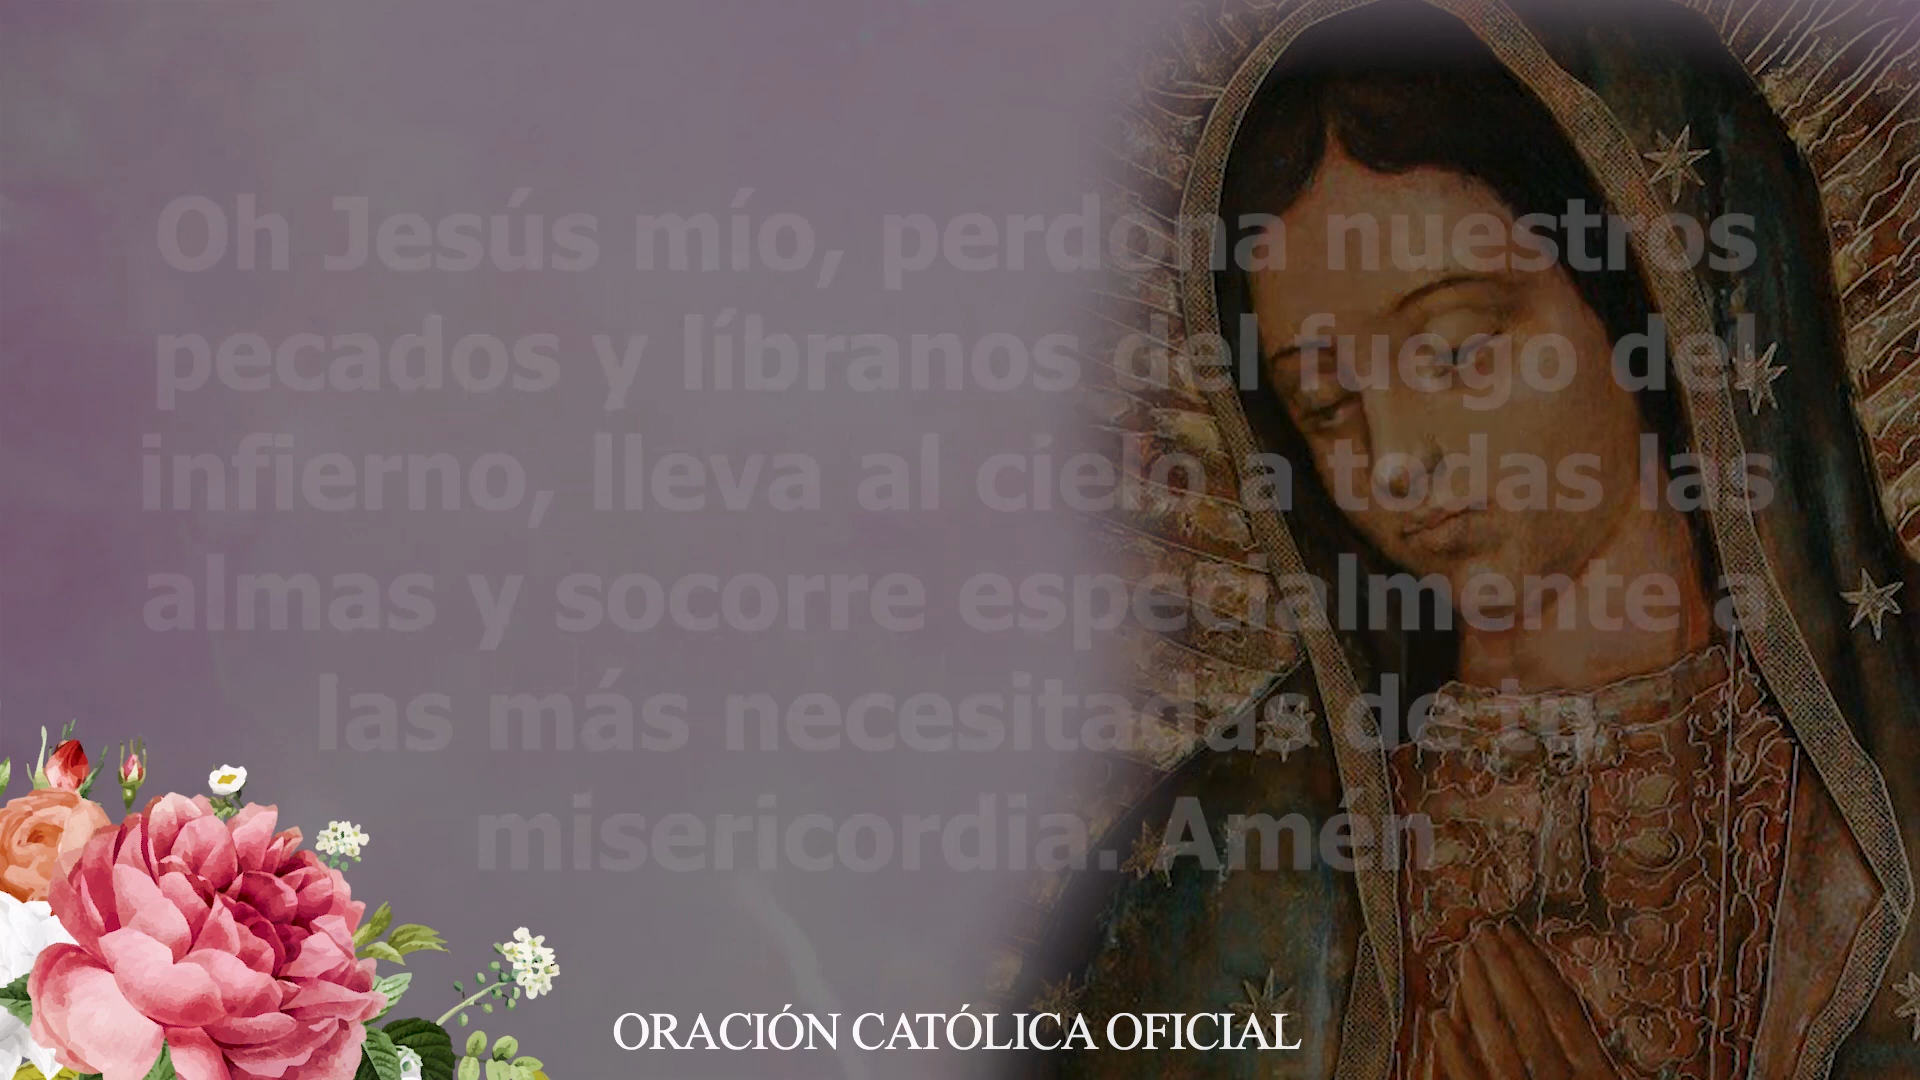 Oh Jesús mío, perdona nuestros
pecados y líbranos del fuego del
infierno, lleva al cielo a todas las
almas y socorre especialmente a
las más necesitadas de tu
misericordia. Amén
ORACIÓN CATÓLICA OFICIAL